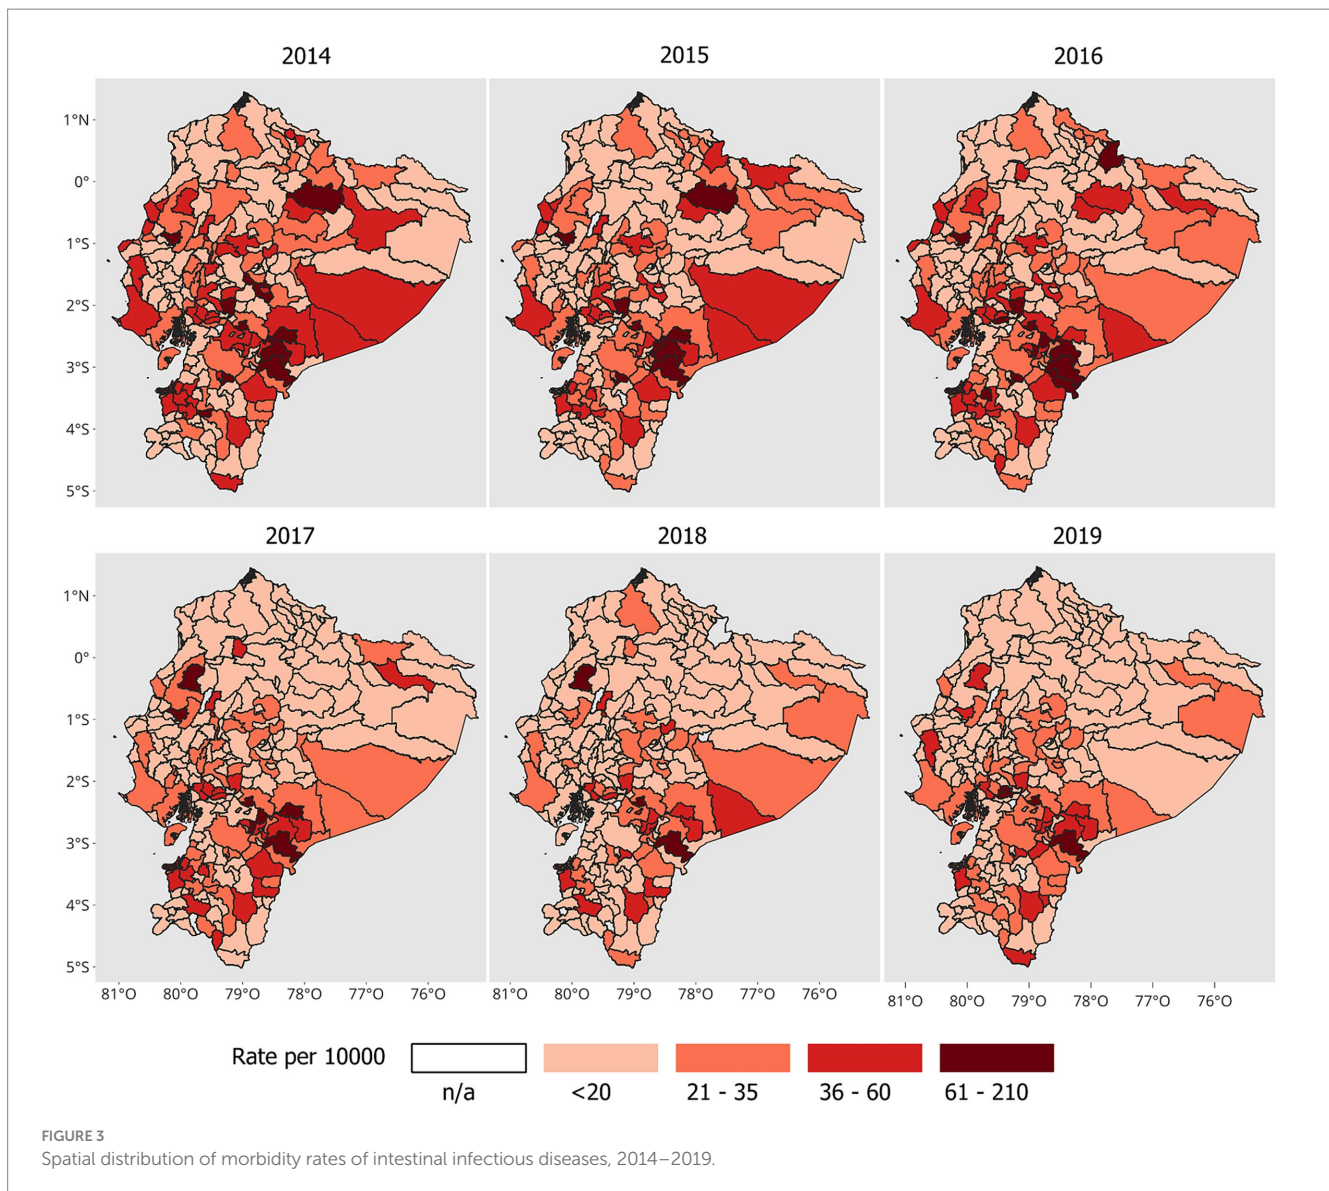 2014
2015
2016
1°N
0°
1°S
2°S
3°S
4°S
5°S
2017
2018
2019
1°N
0°
1°S
2°S
3°S
4°S
5°S
81°O 80°O 79°O 78°O 77°O 76°O
81°O 80°O 79°O 78°O 77°O 76°O
81°O 80°O 79°O 78°O 77°O 76°O
Rate per 10000
n/a
<20
21 - 35
36 - 60
61 - 210
FIGURE 3
Spatial distribution of morbidity rates of intestinal infectious diseases, 2014–2019.